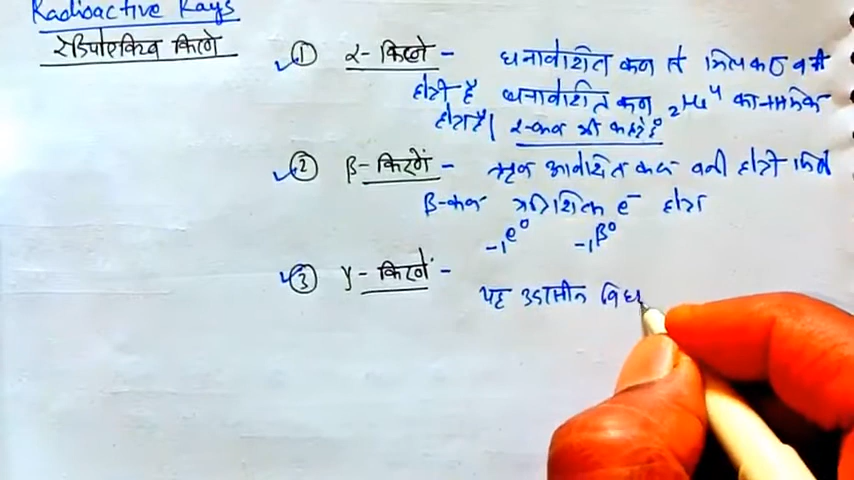 Radioactive Rays
रेडियोएक्टिव किरणे
① α- किरणे - धनावेशित कण से मिलकर बनी
होती है धनावेशित कण ₂He⁴ का नाभिक
होता है। α-कण भी कहते है
② β- किरणें - ऋण आवेशित कण बनी होती जिसे
β-कण प्रतिशित e⁻ होता
₋₁e⁰ ₋₁β⁰
③ γ- किरणें -
यह उदासीन विध